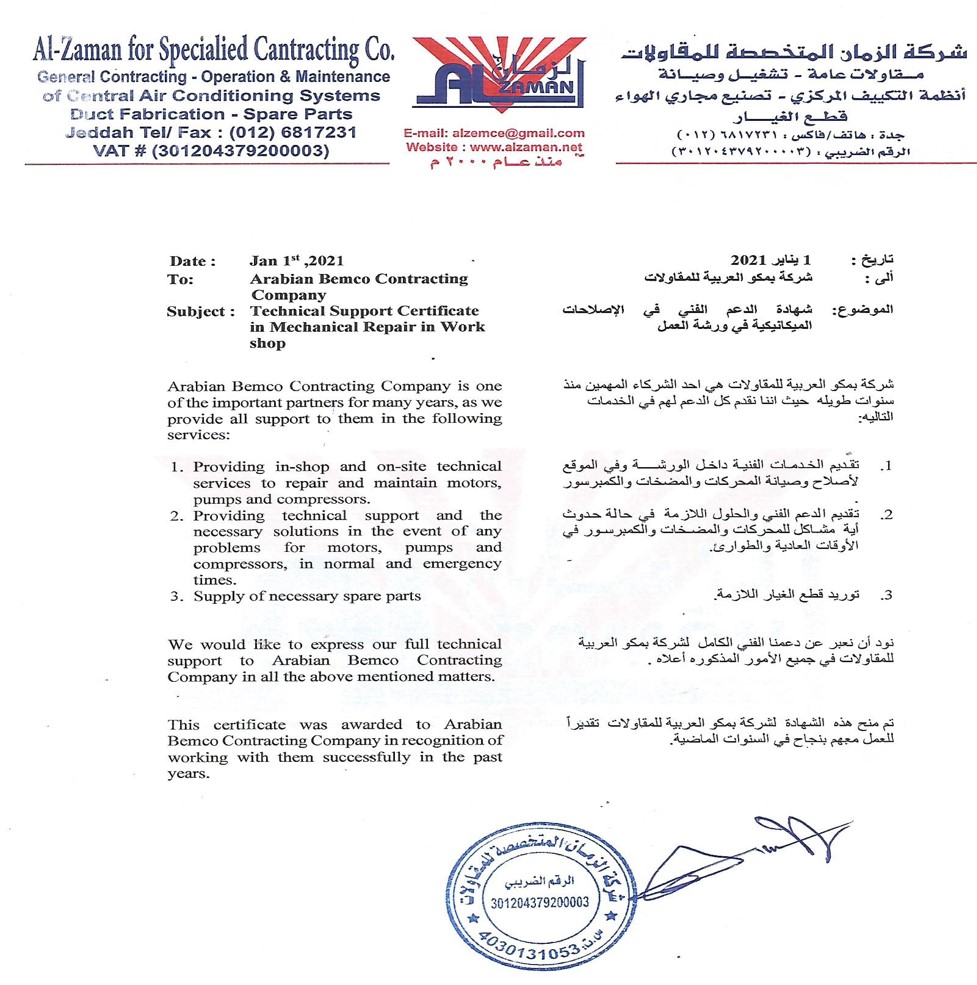 Al-Zaman for Specialied Cantracting Co.
General Contracting - Operation & Maintenance
of Central Air Conditioning Systems
Duct Fabrication - Spare Parts
Jeddah Tel/ Fax : (012) 6817231
VAT # (301204379200003)
الزمان
AL ZAMAN
E-mail: alzemce@gmail.com
Website : www.alzaman.net
منذ عام ٢٠٠٠ م
شركة الزمان المتخصصة للمقاولات
مقاولات عامة - تشغيل وصيانة
أنظمة التكييف المركزي - تصنيع مجاري الهواء
قطع الغيار
جدة : هاتف/فاكس : ٦٨١٧٢٣١ (٠١٢)
الرقم الضريبي : (٣٠١٢٠٤٣٧٩٢٠٠٠٠٣)
Date : Jan 1st ,2021
To: Arabian Bemco Contracting
Company
Subject : Technical Support Certificate
in Mechanical Repair in Work
shop
تاريخ : 1 يناير 2021
ألى : شركة بمكو العربية للمقاولات
الموضوع: شهادة الدعم الفني في الإصلاحات
الميكانيكية في ورشة العمل
Arabian Bemco Contracting Company is one
of the important partners for many years, as we
provide all support to them in the following
services:
شركة بمكو العربية للمقاولات هي احد الشركاء المهمين منذ
سنوات طويله حيث اننا نقدم كل الدعم لهم في الخدمات
التاليه:
1. Providing in-shop and on-site technical
services to repair and maintain motors,
pumps and compressors.
2. Providing technical support and the
necessary solutions in the event of any
problems for motors, pumps and
compressors, in normal and emergency
times.
3. Supply of necessary spare parts
1. تقديم الخدمات الفنية داخل الورشة وفي الموقع
لأصلاح وصيانة المحركات والمضخات والكمبرسور
2. تقديم الدعم الفني والحلول اللازمة في حالة حدوث
أية مشاكل للمحركات والمضخات والكمبرسور في
الأوقات العادية والطوارئ.
3. توريد قطع الغيار اللازمة.
We would like to express our full technical
support to Arabian Bemco Contracting
Company in all the above mentioned matters.
نود أن نعبر عن دعمنا الفني الكامل لشركة بمكو العربية
للمقاولات في جميع الأمور المذكوره أعلاه .
This certificate was awarded to Arabian
Bemco Contracting Company in recognition of
working with them successfully in the past
years.
تم منح هذه الشهادة لشركة بمكو العربية للمقاولات تقديراً
للعمل معهم بنجاح في السنوات الماضية.
شركة الزمان المتخصصة للمقاولات
الرقم الضريبي
301204379200003
س.ت. 4030131053